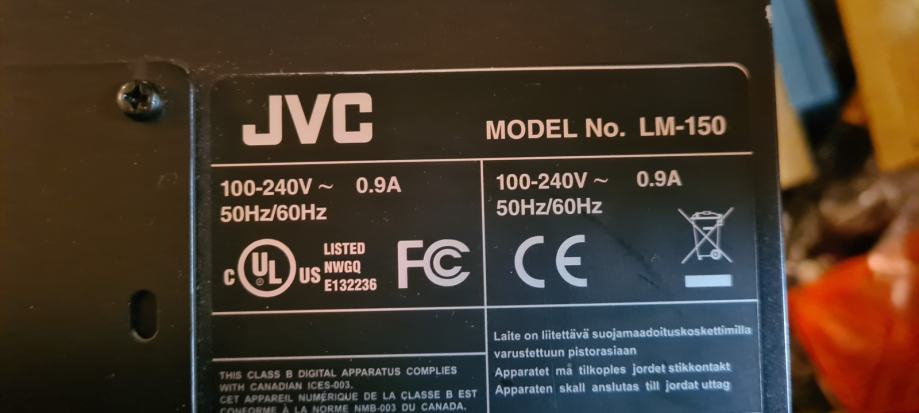 JVC
MODEL No. LM-150
100-240V ~ 0.9A
50Hz/60Hz
C UL US LISTED
NWGQ
E132236
FCC
100-240V ~ 0.9A
50Hz/60Hz
CE
THIS CLASS B DIGITAL APPARATUS COMPLIES
WITH CANADIAN ICES-003.
CET APPAREIL NUMÉRIQUE DE LA CLASSE B EST
CONFORME À LA NORME NMB-003 DU CANADA.
Laite on liitettävä suojamaadoituskoskettimilla
varustettuun pistorasiaan
Apparatet må tilkoples jordet stikkontakt
Apparaten skall anslutas till jordat uttag